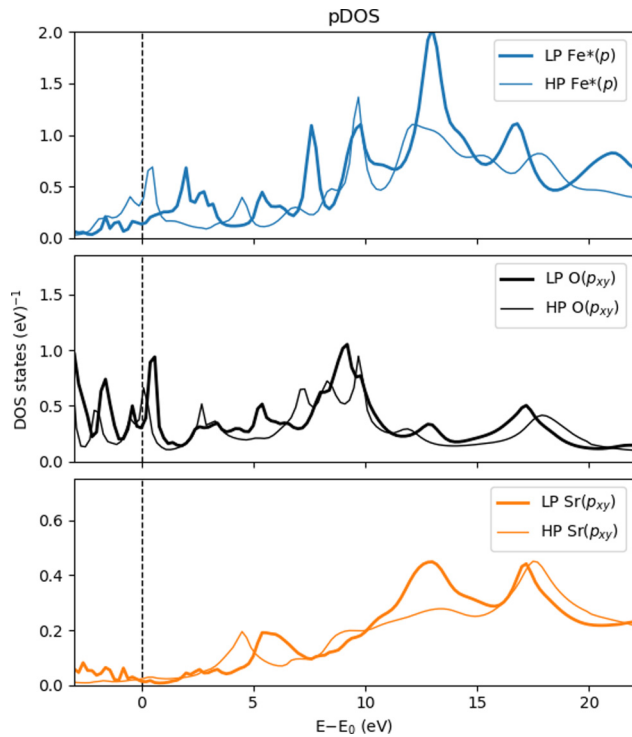 pDOS
2.0
1.5
1.0
0.5
0.0
LP Fe*(p)
HP Fe*(p)
DOS states (eV)⁻¹
1.5
1.0
0.5
0.0
LP O(pxy)
HP O(pxy)
0.6
0.4
0.2
0.0
LP Sr(pxy)
HP Sr(pxy)
0 5 10 15 20
E−E₀ (eV)